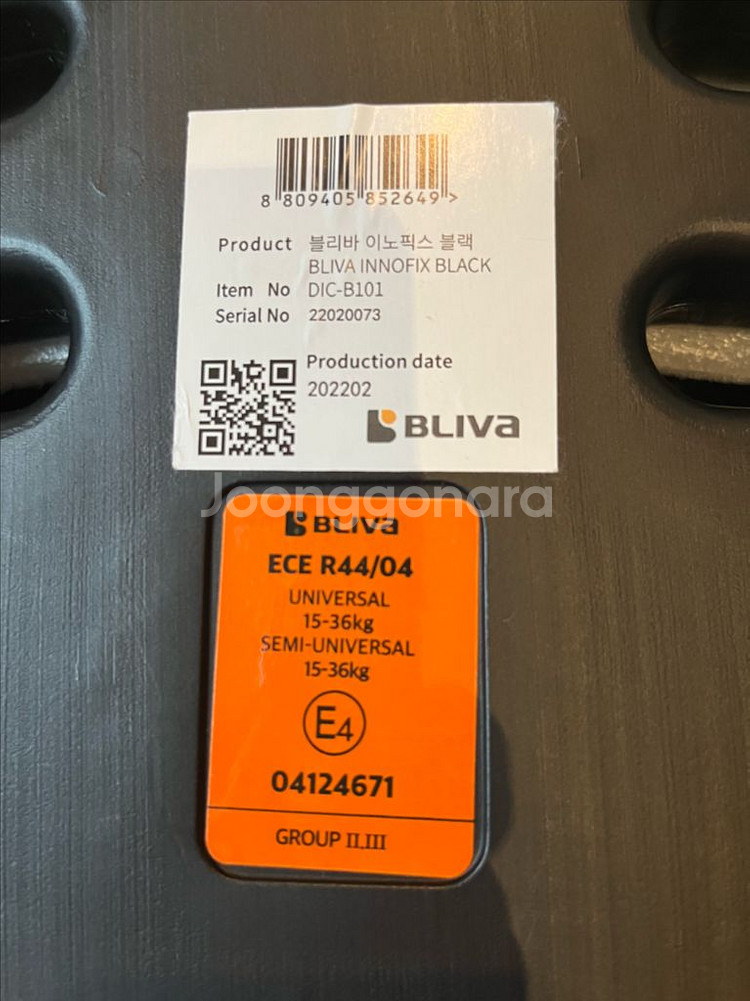 8 809405 852649 >
Product 블리바 이노픽스 블랙
BLIVA INNOFIX BLACK
Item No DIC-B101
Serial No 22020073
Production date
202202
BLIVa
Joonggonara
BLIVa
ECE R44/04
UNIVERSAL
15-36kg
SEMI-UNIVERSAL
15-36kg
E4
04124671
GROUP II.III